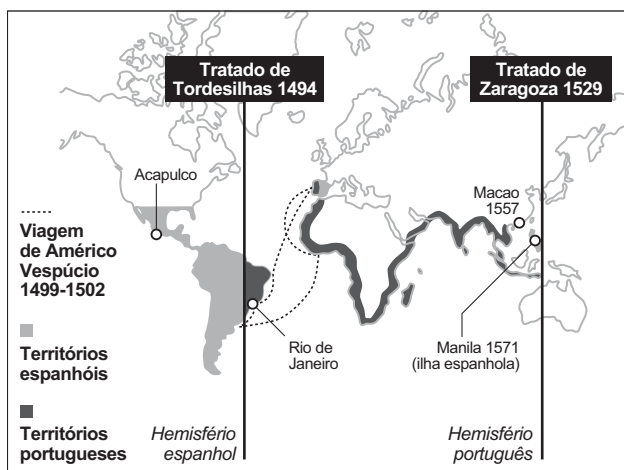 Tratado de
Tordesilhas 1494
Tratado de
Zaragoza 1529
Acapulco
Macao
1557
Viagem
de Américo
Vespúcio
1499-1502
Rio de
Janeiro
Manila 1571
(ilha espanhola)
Territórios
espanhóis
Territórios
portugueses
Hemisfério
espanhol
Hemisfério
português